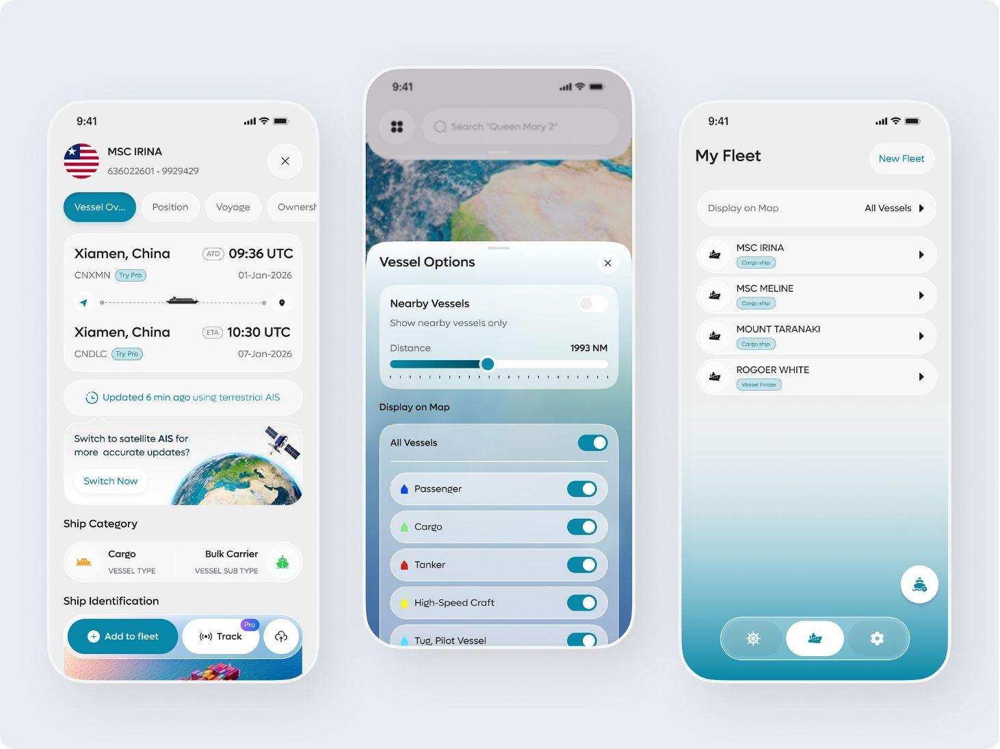 9:41
MSC IRINA
636022601 • 9929429
Vessel Ov...
Position
Voyage
Ownersh
Xiamen, China
ATD
09:36 UTC
CNXMN
Try Pro
01-Jan-2026
Xiamen, China
ETA
10:30 UTC
CNDLC
Try Pro
07-Jan-2026
Updated 6 min ago using terrestrial AIS
Switch to satellite AIS for
more accurate updates?
Switch Now
Ship Category
Cargo
VESSEL TYPE
Bulk Carrier
VESSEL SUB TYPE
Ship Identification
Add to fleet
Track
Pro
9:41
Search "Queen Mary 2"
Vessel Options
Nearby Vessels
Show nearby vessels only
Distance
1993 NM
Display on Map
All Vessels
Passenger
Cargo
Tanker
High-Speed Craft
Tug, Pilot Vessel
9:41
My Fleet
New Fleet
Display on Map
All Vessels
MSC IRINA
Cargo ship
MSC MELINE
Cargo ship
MOUNT TARANAKI
Cargo ship
ROGOER WHITE
Vessel Finder